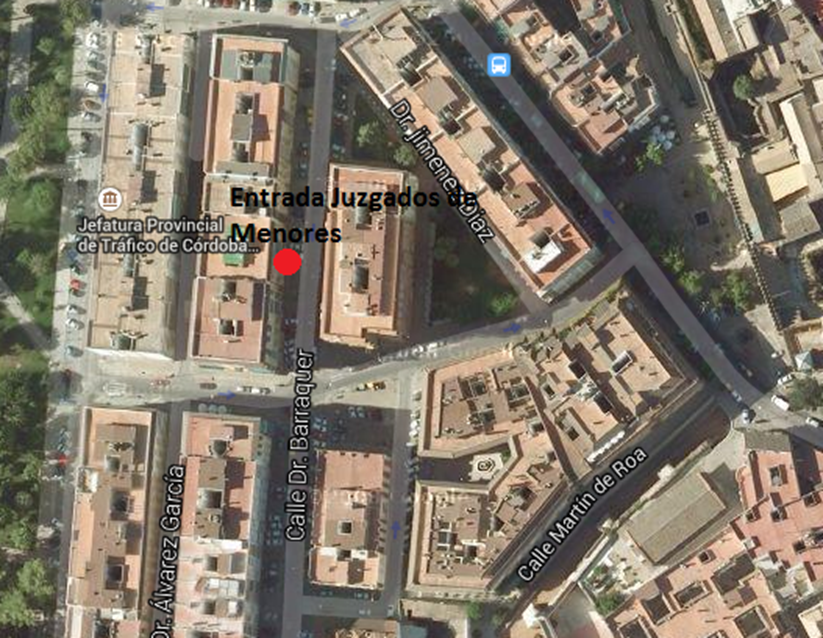 Dr. Jimenez Díaz
Entrada Juzgados de
Menores
Jefatura Provincial
de Tráfico de Córdoba...
Calle Dr. Barraquer
Calle Martín de Roa
Dr. Álvarez García